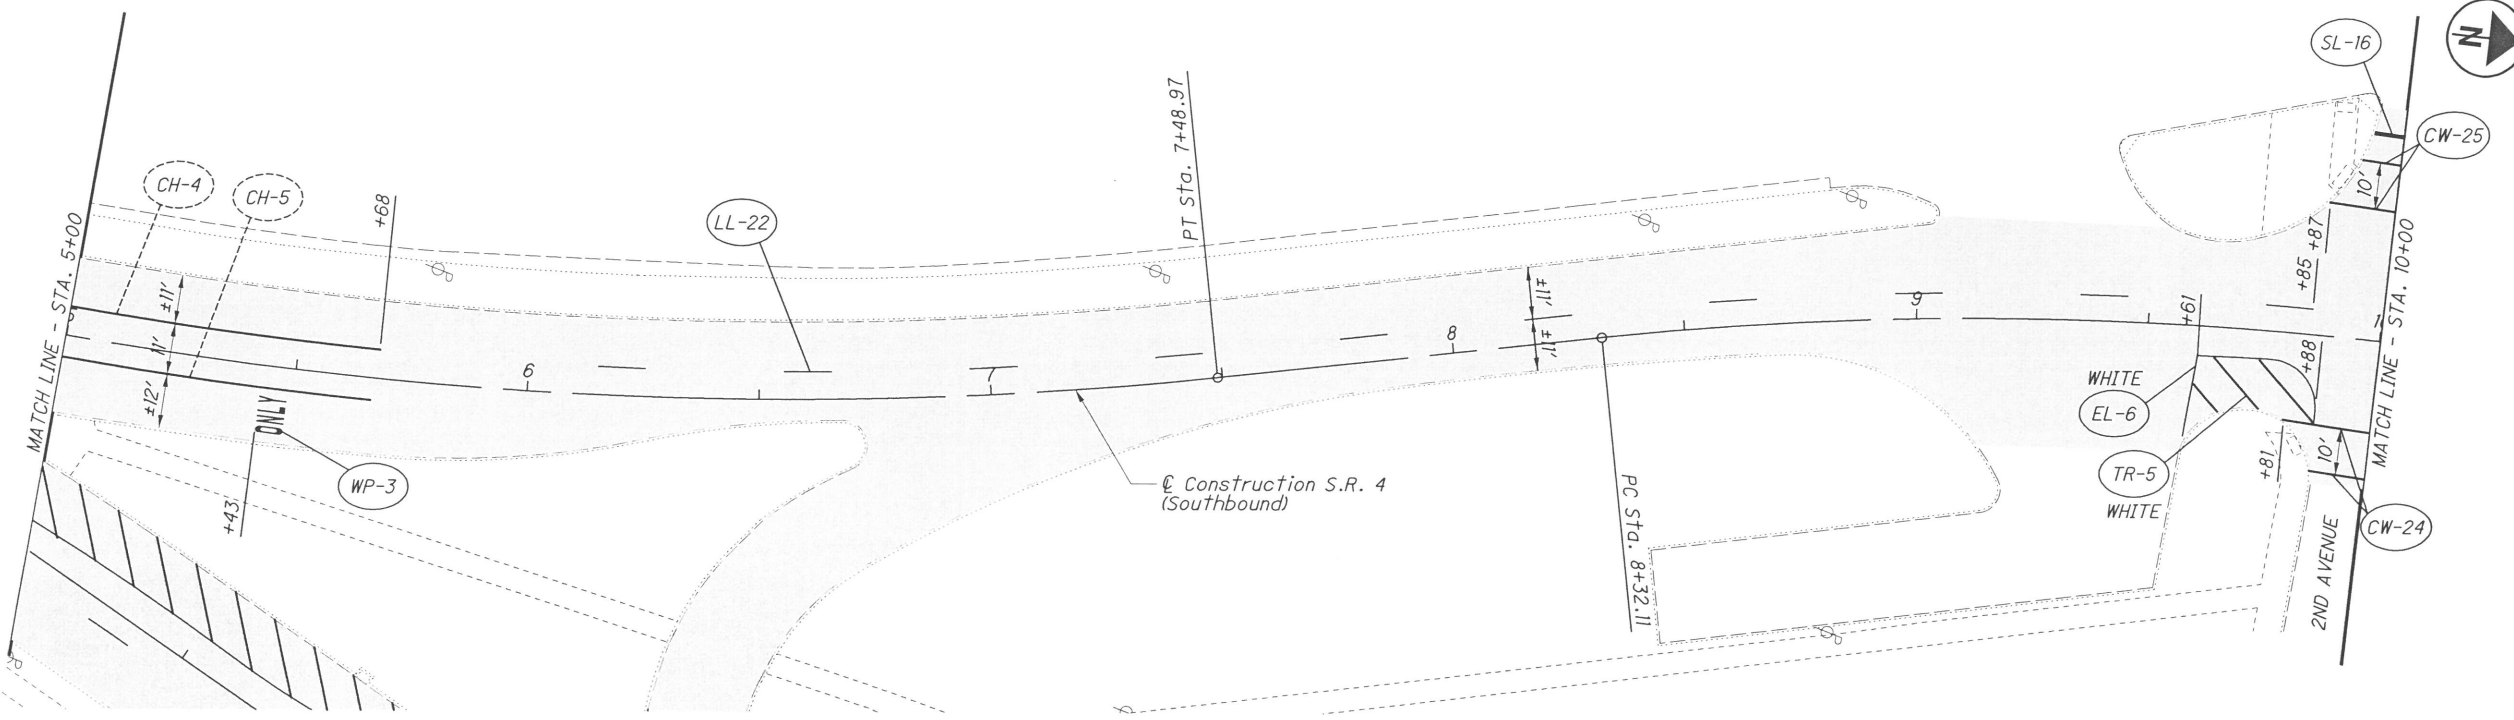 SL-16
N
CW-25
10'
MATCH LINE - STA. 5+00
CH-4
CH-5
+68
LL-22
PT Sta. 7+48.97
±11'
11'
±12'
ONLY
WP-3
+43
6
7
8
9
±11'
±11'
℄ Construction S.R. 4
(Southbound)
PC Sta. 8+32.11
+61
+85
+87
+88
+81
WHITE
EL-6
TR-5
WHITE
10'
CW-24
2ND AVENUE
MATCH LINE - STA. 10+00